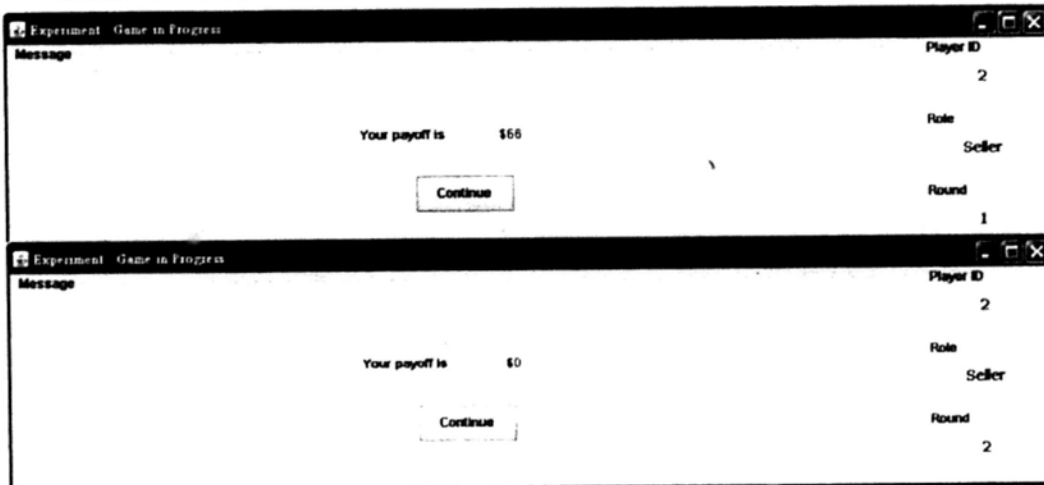 Experiment Game in Progress
Message
Player ID
2
Your payoff is $66
Role
Seller
Continue
Round
1
Experiment Game in Progress
Message
Player ID
2
Your payoff is $0
Role
Seller
Continue
Round
2